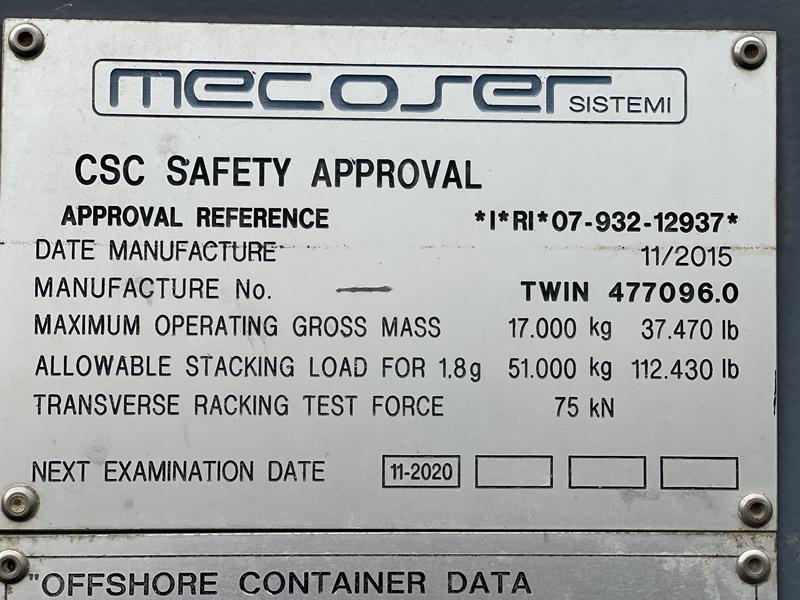 mecoser SISTEMI
CSC SAFETY APPROVAL
APPROVAL REFERENCE *I*RI*07-932-12937*
DATE MANUFACTURE 11/2015
MANUFACTURE No. — TWIN 477096.0
MAXIMUM OPERATING GROSS MASS 17.000 kg 37.470 lb
ALLOWABLE STACKING LOAD FOR 1.8g 51.000 kg 112.430 lb
TRANSVERSE RACKING TEST FORCE 75 kN
NEXT EXAMINATION DATE 11-2020
"OFFSHORE CONTAINER DATA